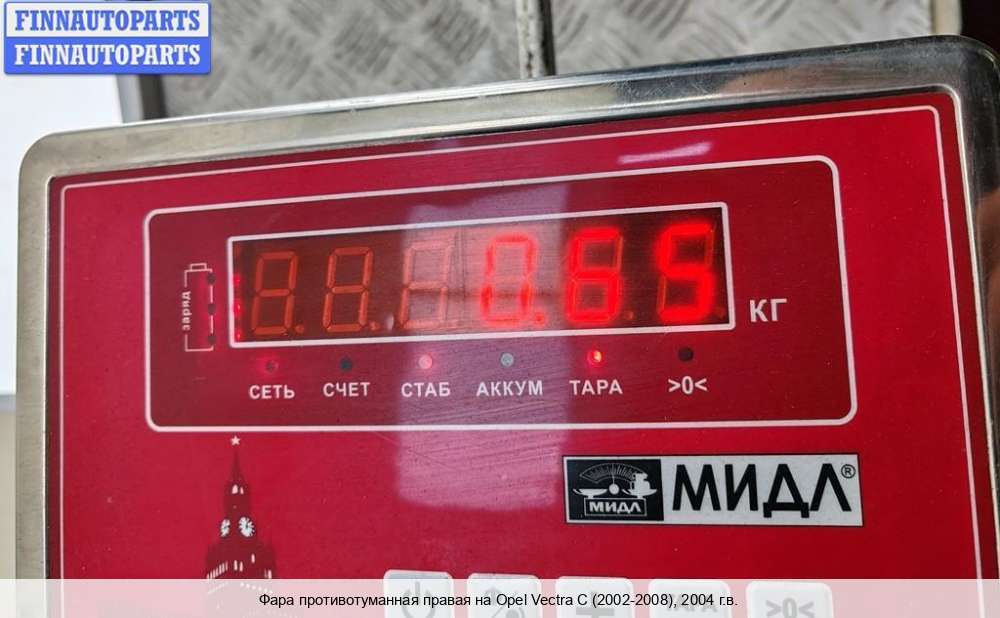 FINNAUTOPARTS
FINNAUTOPARTS
заряд
0.65 КГ
СЕТЬ СЧЕТ СТАБ АККУМ ТАРА >0<
МИДЛ МИДЛ®
ТАРА >0<
Фара противотуманная правая на Opel Vectra C (2002-2008), 2004 г.в.